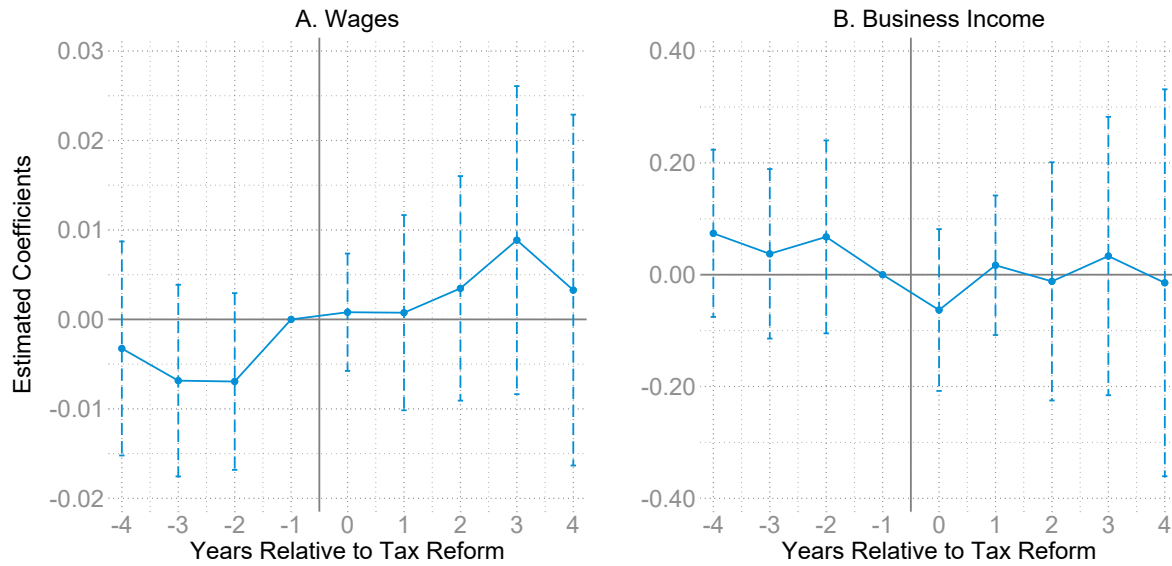 A. Wages
0.03
0.02
0.01
0.00
-0.01
-0.02
Estimated Coefficients
-4 -3 -2 -1 0 1 2 3 4
Years Relative to Tax Reform
B. Business Income
0.40
0.20
0.00
-0.20
-0.40
-4 -3 -2 -1 0 1 2 3 4
Years Relative to Tax Reform